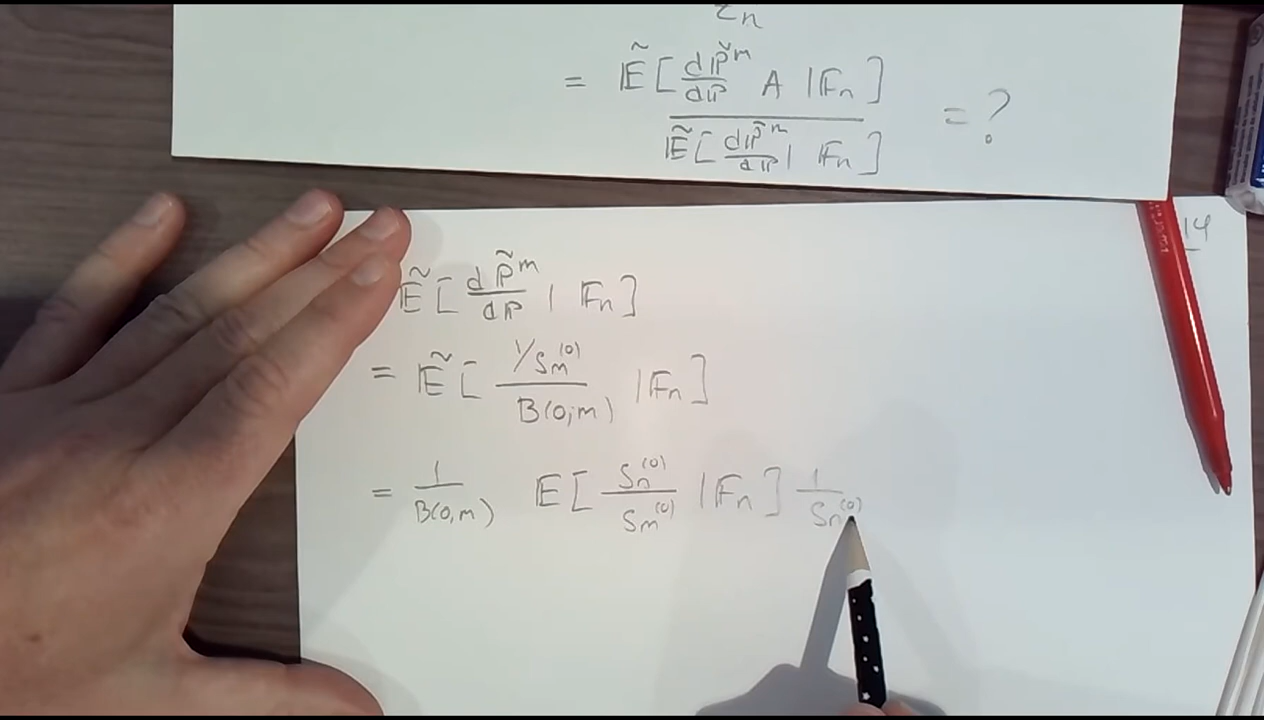 Z_n
= Ẽ[ dP̃^m/dP A | F_n ] / Ẽ[ dP̃^m/dP | F_n ] = ?
14
Ẽ[ dP̃^m/dP | F_n ]
= Ẽ[ (1/S_m^(0)) / B(0,m) | F_n ]
= 1/B(0,m) E[ S_n^(0)/S_m^(0) | F_n ] 1/S_n^(0)